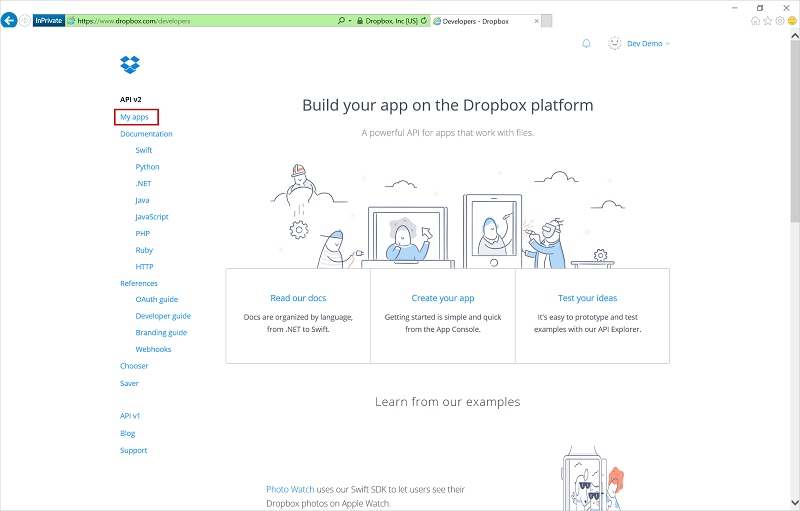 InPrivate
https://www.dropbox.com/developers
Dropbox, Inc [US]
Developers - Dropbox
Dev Demo
API v2
My apps
Documentation
Swift
Python
.NET
Java
JavaScript
PHP
Ruby
HTTP
References
OAuth guide
Developer guide
Branding guide
Webhooks
Chooser
Saver
API v1
Blog
Support
Build your app on the Dropbox platform
A powerful API for apps that work with files.
Read our docs
Docs are organized by language,
from .NET to Swift.
Create your app
Getting started is simple and quick
from the App Console.
Test your ideas
It's easy to prototype and test
examples with our API Explorer.
Learn from our examples
Photo Watch uses our Swift SDK to let users see their
Dropbox photos on Apple Watch.